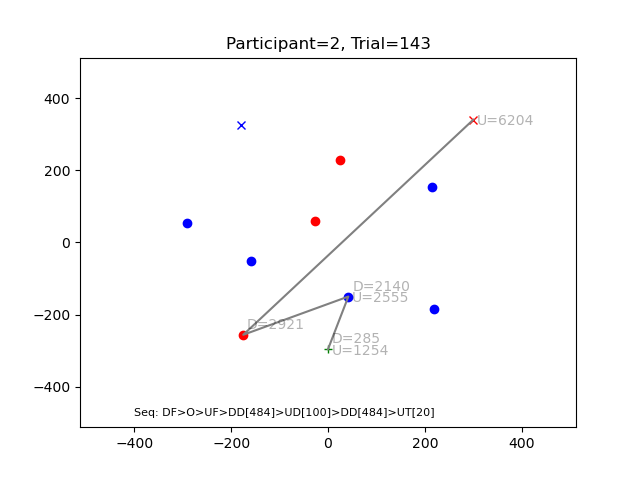 Participant=2, Trial=143
400
200
0
−200
−400
−400
−200
0
200
400
U=6204
D=2140
U=2555
D=2921
D=285
U=1254
Seq: DF>O>UF>DD[484]>UD[100]>DD[484]>UT[20]